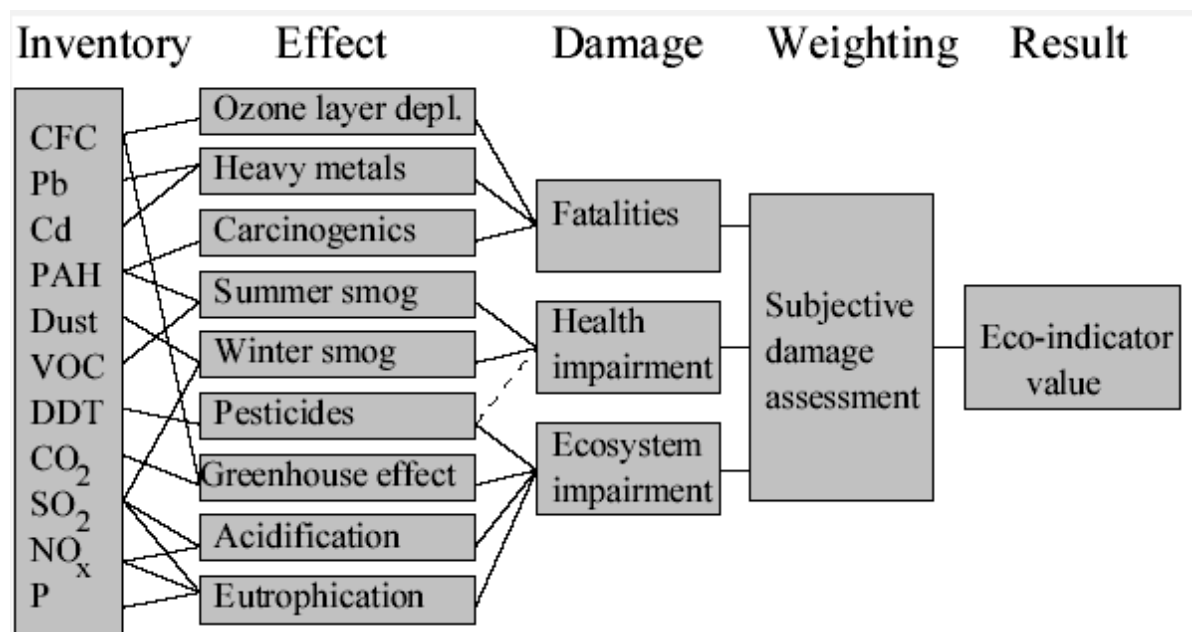 Inventory Effect Damage Weighting Result
CFC
Pb
Cd
PAH
Dust
VOC
DDT
CO2
SO2
NOx
P
Ozone layer depl.
Heavy metals
Carcinogenics
Summer smog
Winter smog
Pesticides
Greenhouse effect
Acidification
Eutrophication
Fatalities
Health
impairment
Ecosystem
impairment
Subjective
damage
assessment
Eco-indicator
value